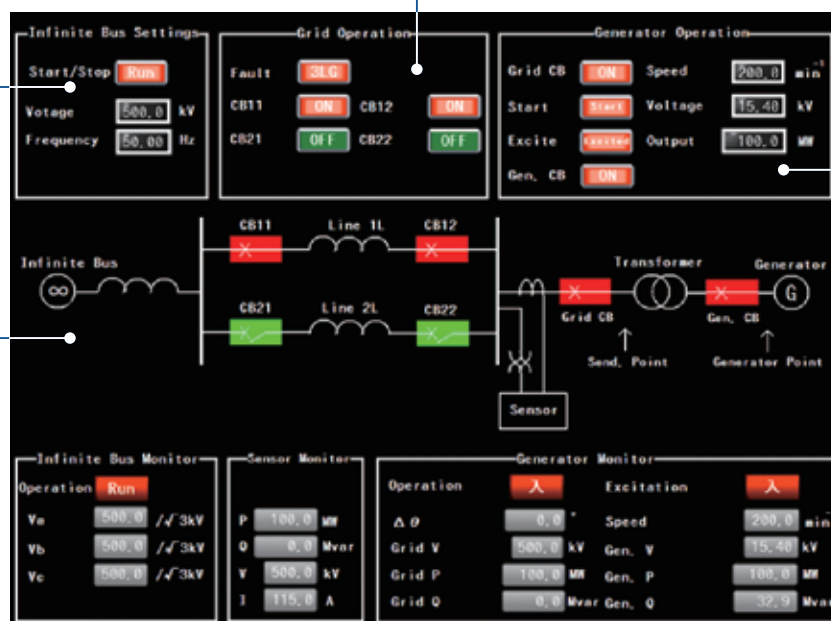 Infinite Bus Settings
Start/Stop Run
Votage 500.0 kV
Frequency 50.00 Hz
Grid Operation
Fault 3LG
CB11 ON CB12 ON
CB21 OFF CB22 OFF
Generator Operation
Grid CB ON Speed 200.0 min-1
Start Start Voltage 15.40 kV
Excite Excited Output 100.0 MW
Gen. CB ON
CB11 Line 1L CB12
Infinite Bus
∞
CB21 Line 2L CB22
Transformer Generator
G
Grid CB Gen. CB
Send. Point Generator Point
Sensor
Infinite Bus Monitor
Operation Run
Va 500.0 /√3kV
Vb 500.0 /√3kV
Vc 500.0 /√3kV
Sensor Monitor
P 100.0 MW
Q 0.0 Mvar
V 500.0 kV
I 115.0 A
Generator Monitor
Operation 入 Excitation 入
Δθ 0.0 ° Speed 200.0 min
Grid V 500.0 kV Gen. V 15.40 kV
Grid P 100.0 MW Gen. P 100.0 MW
Grid Q 0.0 Mvar Gen. Q 32.9 Mvar